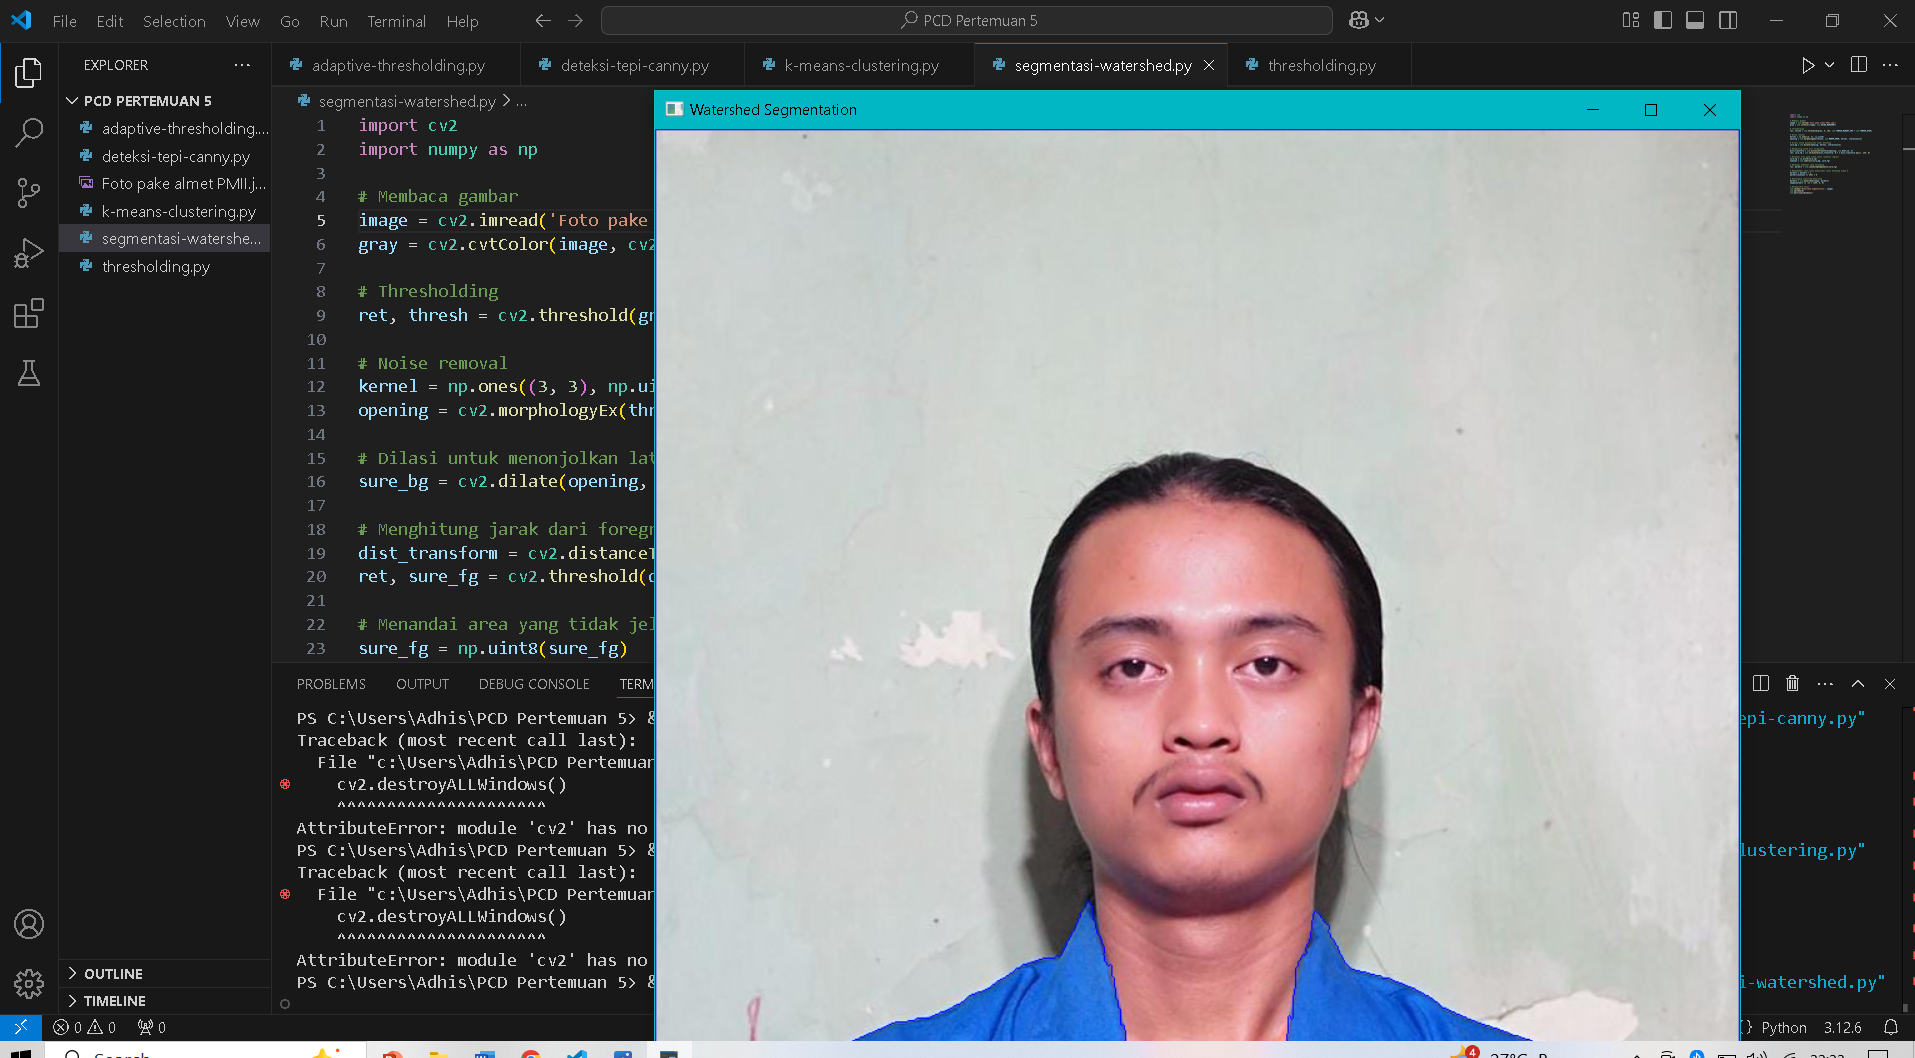 File Edit Selection View Go Run Terminal Help
PCD Pertemuan 5
EXPLORER
PCD PERTEMUAN 5
adaptive-thresholding....
deteksi-tepi-canny.py
Foto pake almet PMII.j...
k-means-clustering.py
segmentasi-watershe...
thresholding.py
OUTLINE
TIMELINE
adaptive-thresholding.py deteksi-tepi-canny.py k-means-clustering.py segmentasi-watershed.py thresholding.py
segmentasi-watershed.py > ...
1 import cv2
2 import numpy as np
3
4 # Membaca gambar
5 image = cv2.imread('Foto pake
6 gray = cv2.cvtColor(image, cv2
7
8 # Thresholding
9 ret, thresh = cv2.threshold(gr
10
11 # Noise removal
12 kernel = np.ones((3, 3), np.ui
13 opening = cv2.morphologyEx(thr
14
15 # Dilasi untuk menonjolkan lat
16 sure_bg = cv2.dilate(opening,
17
18 # Menghitung jarak dari foregr
19 dist_transform = cv2.distanceT
20 ret, sure_fg = cv2.threshold(d
21
22 # Menandai area yang tidak jel
23 sure_fg = np.uint8(sure_fg)
Watershed Segmentation
PROBLEMS OUTPUT DEBUG CONSOLE TERM
PS C:\Users\Adhis\PCD Pertemuan 5> &
epi-canny.py"
Traceback (most recent call last):
File "c:\Users\Adhis\PCD Pertemuan
cv2.destroyALLWindows()
^^^^^^^^^^^^^^^^^^^^^
AttributeError: module 'cv2' has no
PS C:\Users\Adhis\PCD Pertemuan 5> &
lustering.py"
Traceback (most recent call last):
File "c:\Users\Adhis\PCD Pertemuan
cv2.destroyALLWindows()
^^^^^^^^^^^^^^^^^^^^^
AttributeError: module 'cv2' has no
PS C:\Users\Adhis\PCD Pertemuan 5> &
i-watershed.py"
0 0 0
Python 3.12.6
Search
4